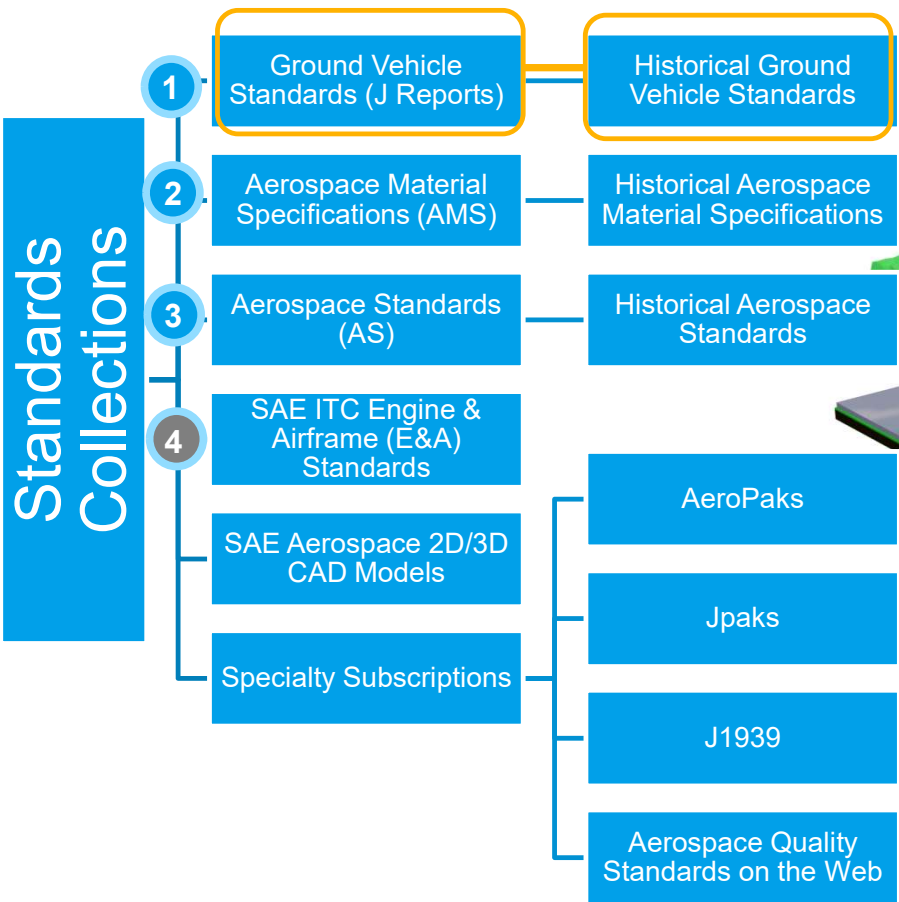 Standards
Collections
1
Ground Vehicle
Standards (J Reports)
Historical Ground
Vehicle Standards
2
Aerospace Material
Specifications (AMS)
Historical Aerospace
Material Specifications
3
Aerospace Standards
(AS)
Historical Aerospace
Standards
4
SAE ITC Engine &
Airframe (E&A)
Standards
SAE Aerospace 2D/3D
CAD Models
Specialty Subscriptions
AeroPaks
Jpaks
J1939
Aerospace Quality
Standards on the Web